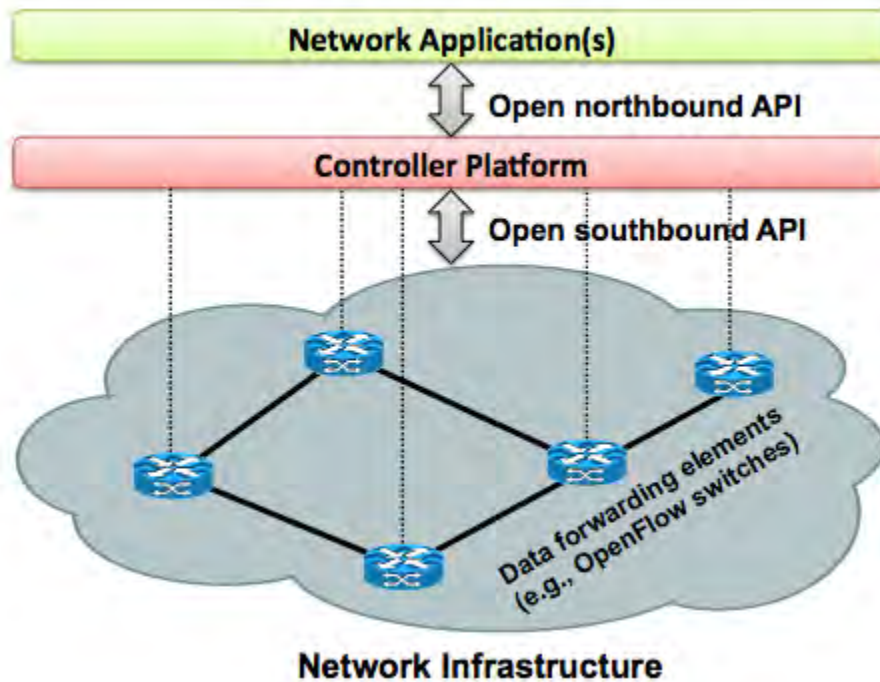 Network Application(s)
Open northbound API
Controller Platform
Open southbound API
Data forwarding elements
(e.g., OpenFlow switches)
Network Infrastructure